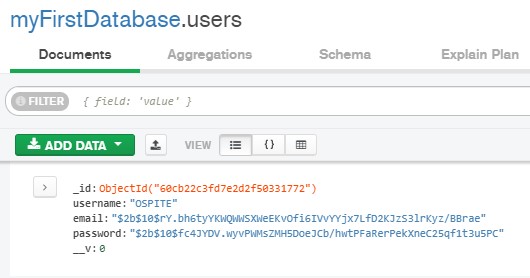 myFirstDatabase.users
Documents Aggregations Schema Explain Plan
FILTER { field: 'value' }
ADD DATA VIEW {}
_id: ObjectId("60cb22c3fd7e2d2f50331772")
username: "OSPITE"
email: "$2b$10$rY.bh6tyYKWQWWSXWeEKvOfi6IVvYYjx7LfD2KJzS3lrKyz/BBrae"
password: "$2b$10$fc4JYDV.wyvPWMsZMH5DoeJCb/hwtPFaRerPekXneC25qf1t3u5PC"
__v: 0